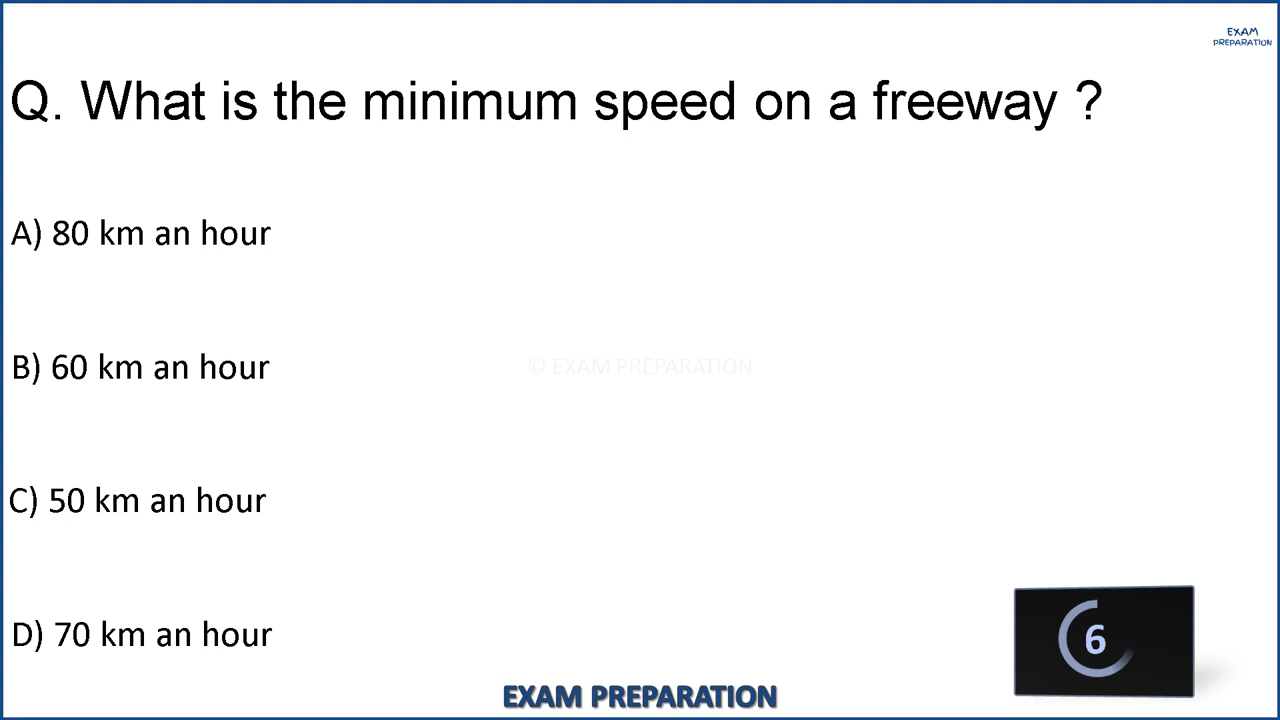 EXAM
PREPARATION
Q. What is the minimum speed on a freeway ?
A) 80 km an hour
B) 60 km an hour
© EXAM PREPARATION
C) 50 km an hour
D) 70 km an hour
6
EXAM PREPARATION